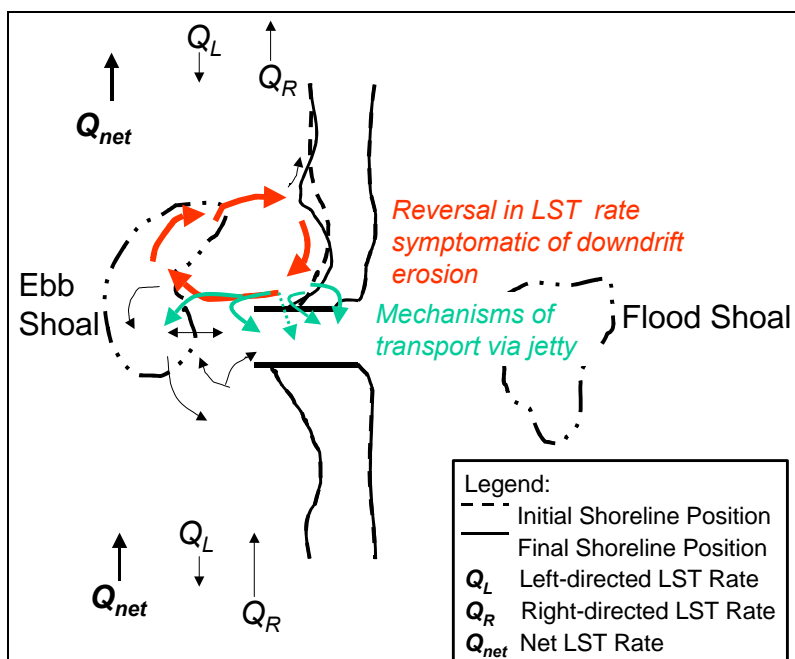 Q_L
Q_R
Q_net
Reversal in LST rate
symptomatic of downdrift
erosion
Ebb
Shoal
Mechanisms of
transport via jetty
Flood Shoal
Q_L
Q_net
Q_R
Legend:
Initial Shoreline Position
Final Shoreline Position
Q_L Left-directed LST Rate
Q_R Right-directed LST Rate
Q_net Net LST Rate